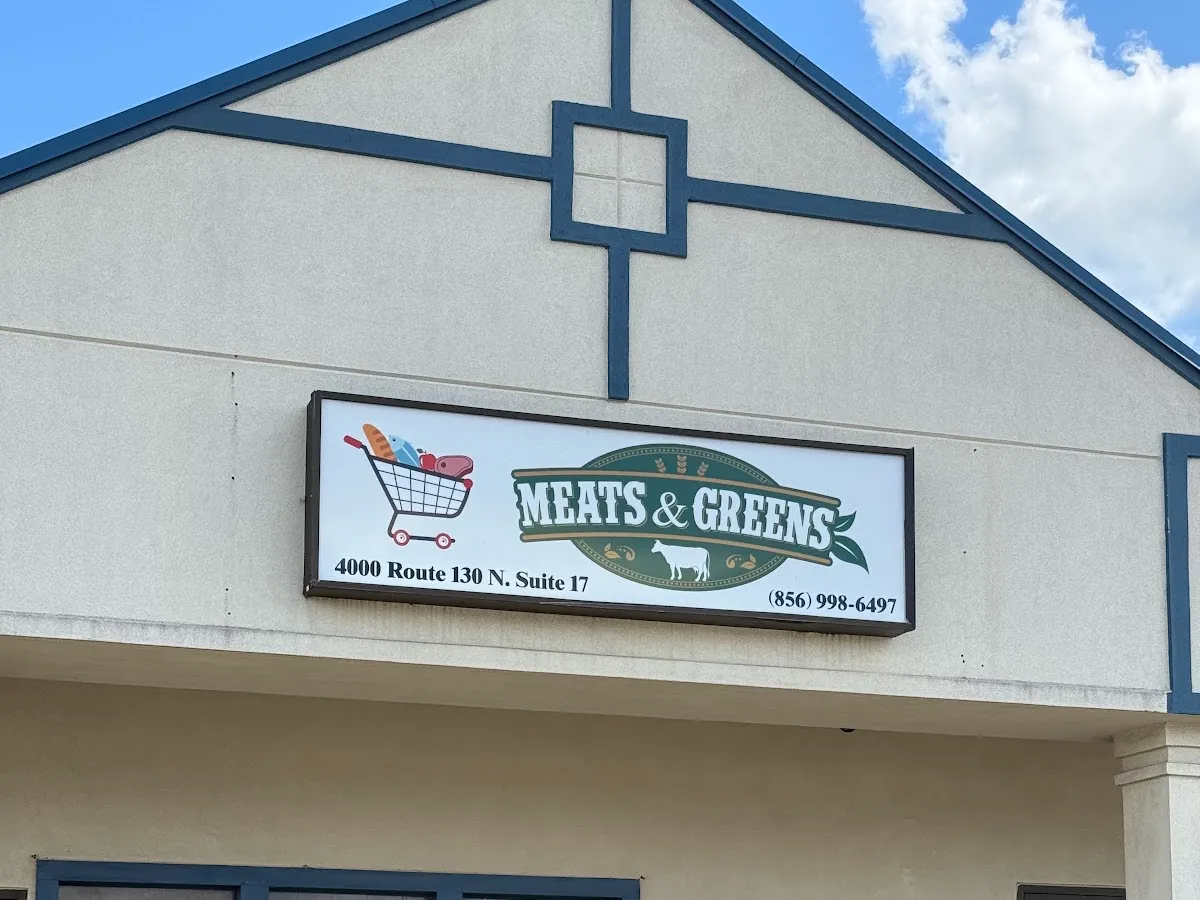 MEATS & GREENS
4000 Route 130 N. Suite 17
(856) 998-6497